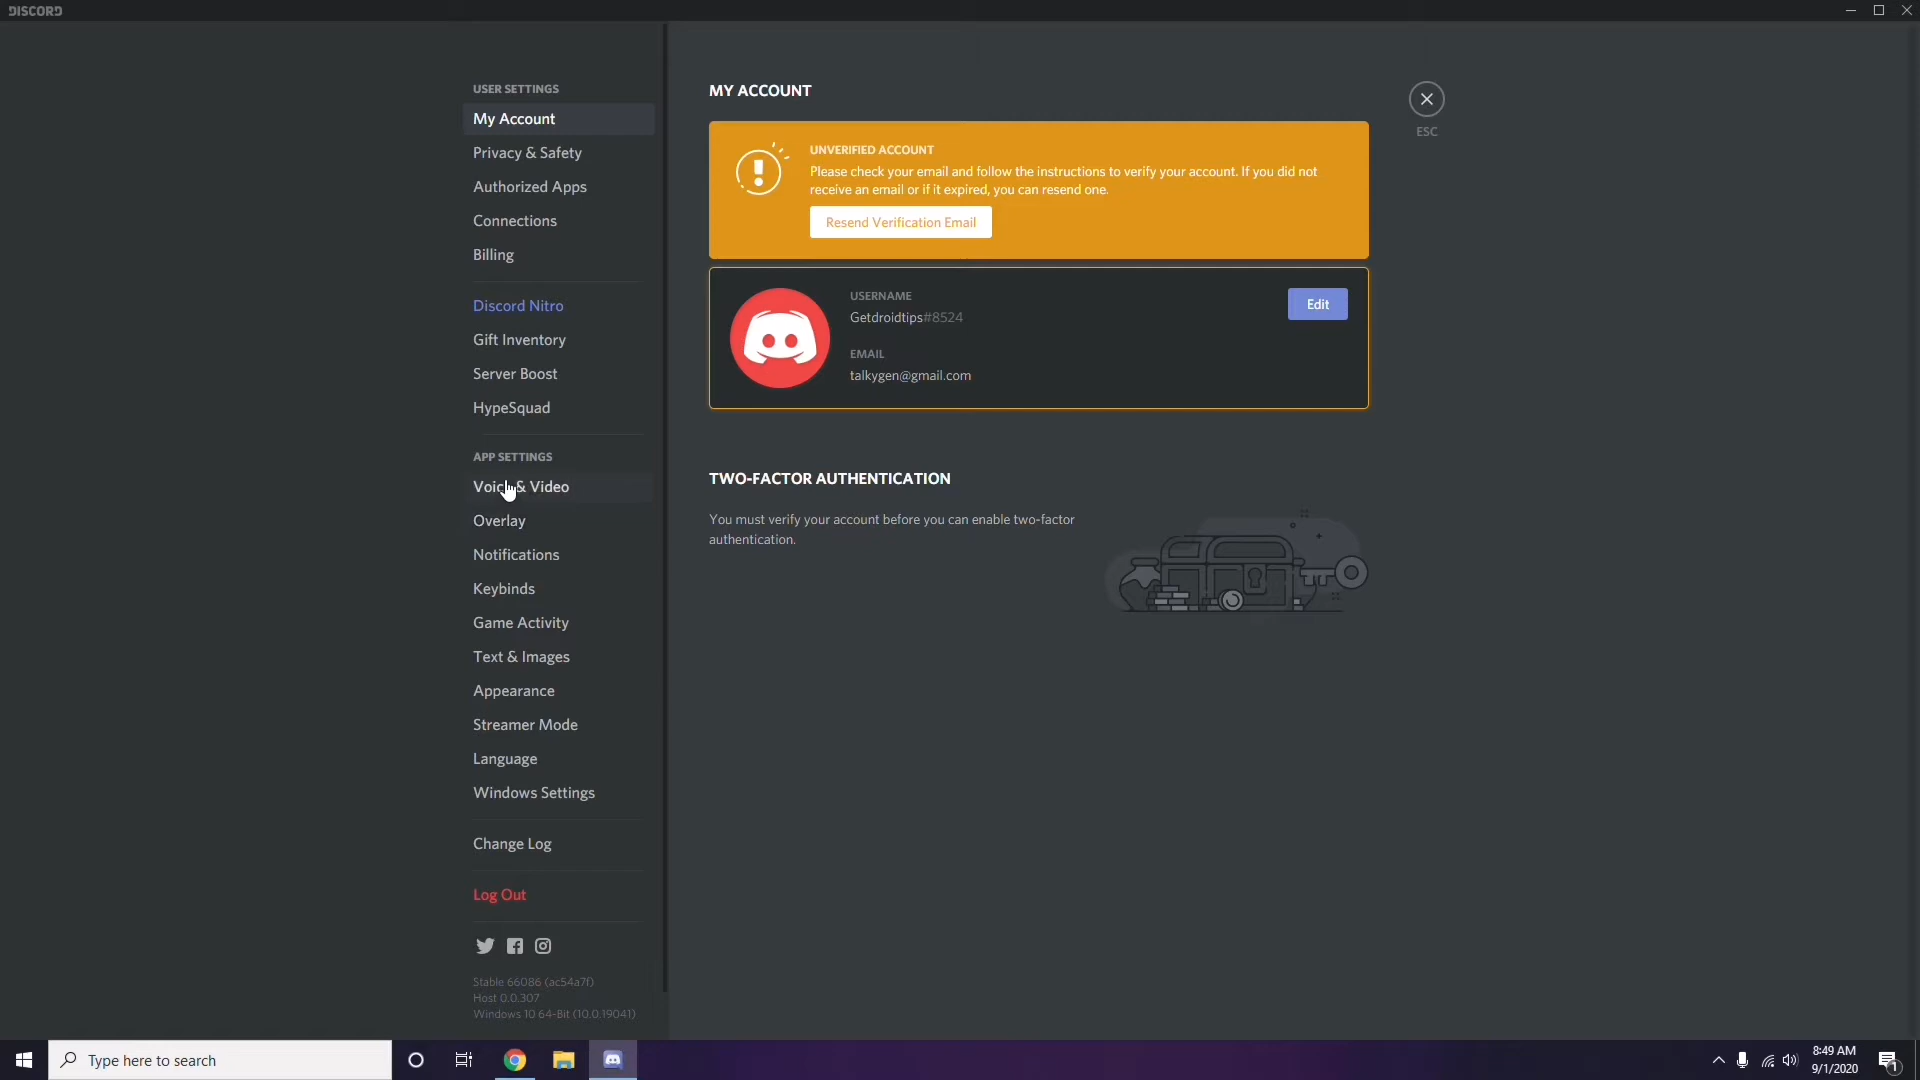 DISCORD
USER SETTINGS
My Account
Privacy & Safety
Authorized Apps
Connections
Billing
Discord Nitro
Gift Inventory
Server Boost
HypeSquad
APP SETTINGS
Voice & Video
Overlay
Notifications
Keybinds
Game Activity
Text & Images
Appearance
Streamer Mode
Language
Windows Settings
Change Log
Log Out
Stable 66086 (ac54a7f)
Host 0.0.307
Windows 10 64-Bit (10.0.19041)
MY ACCOUNT
ESC
UNVERIFIED ACCOUNT
Please check your email and follow the instructions to verify your account. If you did not
receive an email or if it expired, you can resend one.
Resend Verification Email
USERNAME
Getdroidtips#8524
Edit
EMAIL
talkygen@gmail.com
TWO-FACTOR AUTHENTICATION
You must verify your account before you can enable two-factor
authentication.
Type here to search
8:49 AM
9/1/2020
1